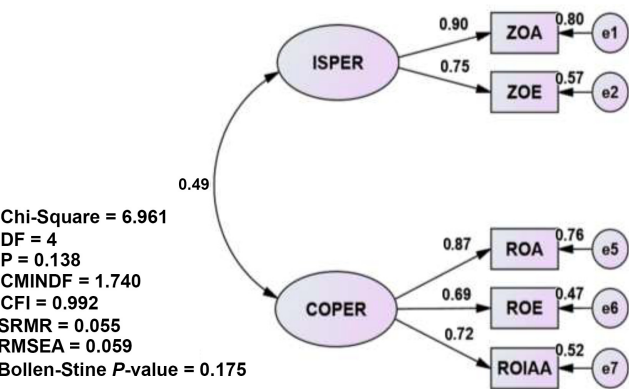 0.90
0.80
ZOA
e1
ISPER
0.75
0.57
ZOE
e2
0.49
Chi-Square = 6.961
DF = 4
P = 0.138
CMINDF = 1.740
CFI = 0.992
SRMR = 0.055
RMSEA = 0.059
Bollen-Stine P-value = 0.175
0.87
0.76
ROA
e5
COPER
0.69
0.47
ROE
e6
0.72
0.52
ROIAA
e7